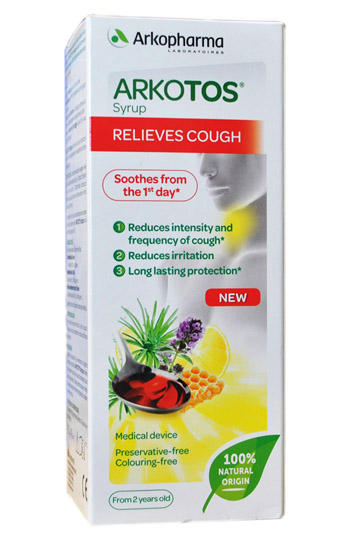 Arkopharma
LABORATOIRES
ARKOTOS®
Syrup
RELIEVES COUGH
Soothes from
the 1st day*
1 Reduces intensity and
frequency of cough*
2 Reduces irritation
3 Long lasting protection*
NEW
Medical device
Preservative-free
Colouring-free
100%
NATURAL
ORIGIN
From 2 years old